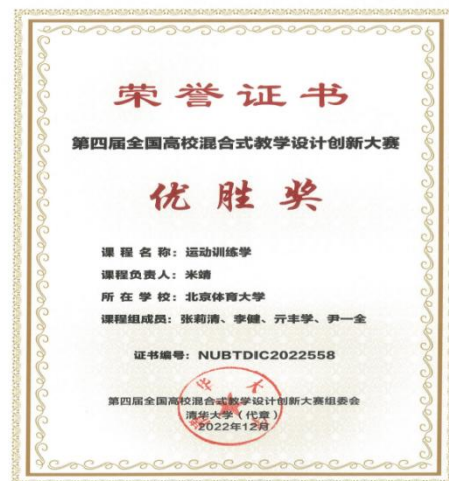 荣誉证书
第四届全国高校混合式教学设计创新大赛
优胜奖
课程名称：运动训练学
课程负责人：米靖
所在学校：北京体育大学
课程组成员：张莉清、李健、亓丰学、尹一全
证书编号：NUBTDIC2022558
第四届全国高校混合式教学设计创新大赛组委会
清华大学（代章）
2022年12月